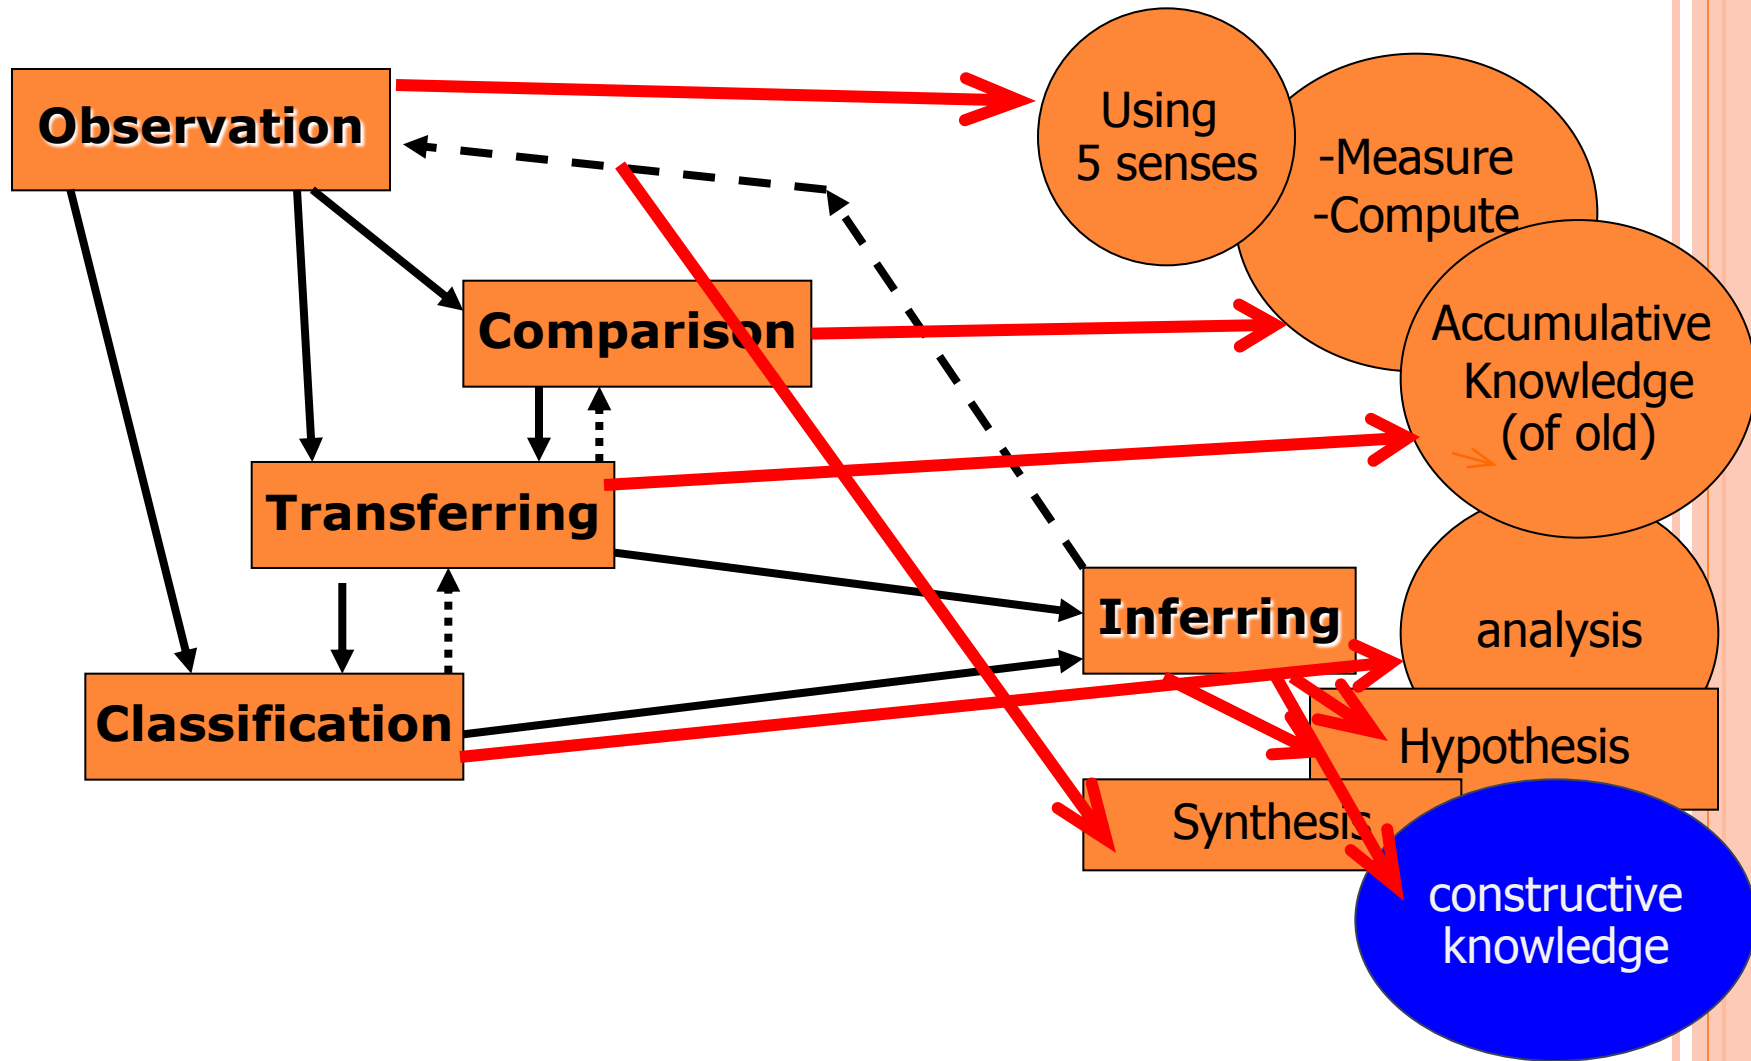 Observation
Using
5 senses
-Measure
-Compute
Comparison
Accumulative
Knowledge
(of old)
Transferring
Inferring
analysis
Classification
Hypothesis
Synthesis
constructive
knowledge